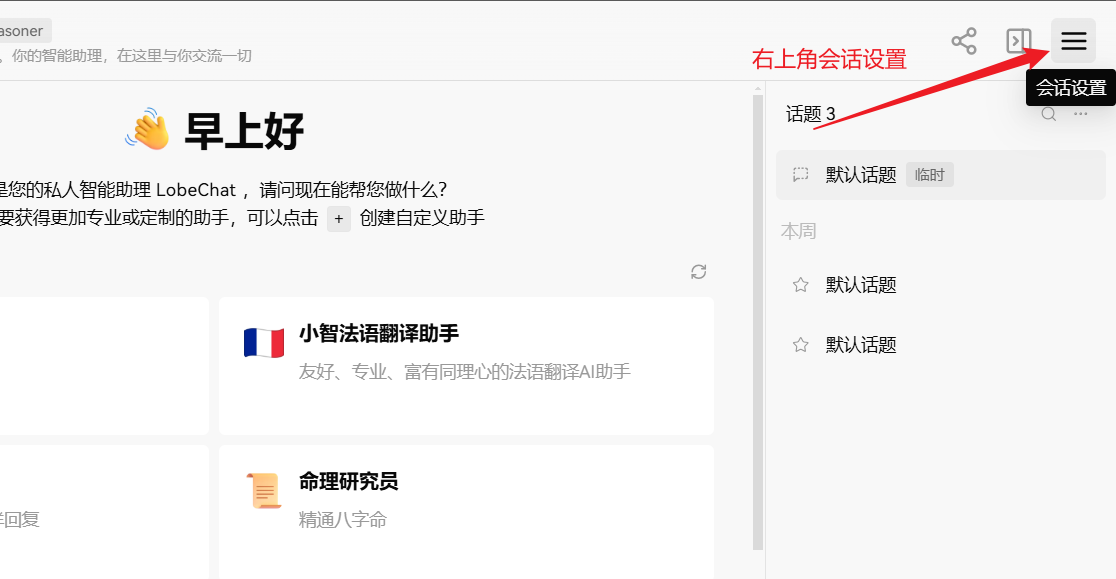 asoner
。你的智能助理，在这里与你交流一切
右上角会话设置
会话设置
话题 3
早上好
默认话题 临时
是您的私人智能助理 LobeChat ，请问现在能帮您做什么？
要获得更加专业或定制的助手，可以点击 + 创建自定义助手
本周
默认话题
小智法语翻译助手
默认话题
友好、专业、富有同理心的法语翻译AI助手
命理研究员
回复
精通八字命